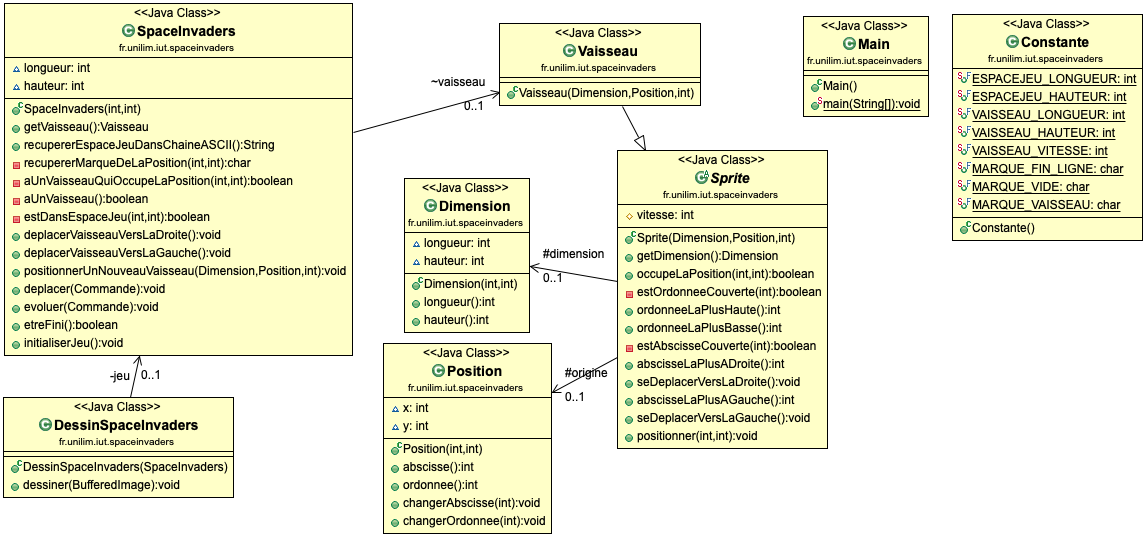 <<Java Class>>
SpaceInvaders
fr.unilim.iut.spaceinvaders
longueur: int
hauteur: int
SpaceInvaders(int,int)
getVaisseau():Vaisseau
recupererEspaceJeuDansChaineASCII():String
recupererMarqueDeLaPosition(int,int):char
aUnVaisseauQuiOccupeLaPosition(int,int):boolean
aUnVaisseau():boolean
estDansEspaceJeu(int,int):boolean
deplacerVaisseauVersLaDroite():void
deplacerVaisseauVersLaGauche():void
positionnerUnNouveauVaisseau(Dimension,Position,int):void
deplacer(Commande):void
evoluer(Commande):void
etreFini():boolean
initialiserJeu():void
~vaisseau
0..1
<<Java Class>>
Vaisseau
fr.unilim.iut.spaceinvaders
Vaisseau(Dimension,Position,int)
<<Java Class>>
Main
fr.unilim.iut.spaceinvaders
Main()
main(String[]):void
<<Java Class>>
Constante
fr.unilim.iut.spaceinvaders
ESPACEJEU_LONGUEUR: int
ESPACEJEU_HAUTEUR: int
VAISSEAU_LONGUEUR: int
VAISSEAU_HAUTEUR: int
VAISSEAU_VITESSE: int
MARQUE_FIN_LIGNE: char
MARQUE_VIDE: char
MARQUE_VAISSEAU: char
Constante()
<<Java Class>>
Dimension
fr.unilim.iut.spaceinvaders
longueur: int
hauteur: int
Dimension(int,int)
longueur():int
hauteur():int
#dimension
0..1
<<Java Class>>
Sprite
fr.unilim.iut.spaceinvaders
vitesse: int
Sprite(Dimension,Position,int)
getDimension():Dimension
occupeLaPosition(int,int):boolean
estOrdonneeCouverte(int):boolean
ordonneeLaPlusHaute():int
ordonneeLaPlusBasse():int
estAbscisseCouverte(int):boolean
abscisseLaPlusADroite():int
seDeplacerVersLaDroite():void
abscisseLaPlusAGauche():int
seDeplacerVersLaGauche():void
positionner(int,int):void
#origine
0..1
<<Java Class>>
Position
fr.unilim.iut.spaceinvaders
x: int
y: int
Position(int,int)
abscisse():int
ordonnee():int
changerAbscisse(int):void
changerOrdonnee(int):void
-jeu
0..1
<<Java Class>>
DessinSpaceInvaders
fr.unilim.iut.spaceinvaders
DessinSpaceInvaders(SpaceInvaders)
dessiner(BufferedImage):void